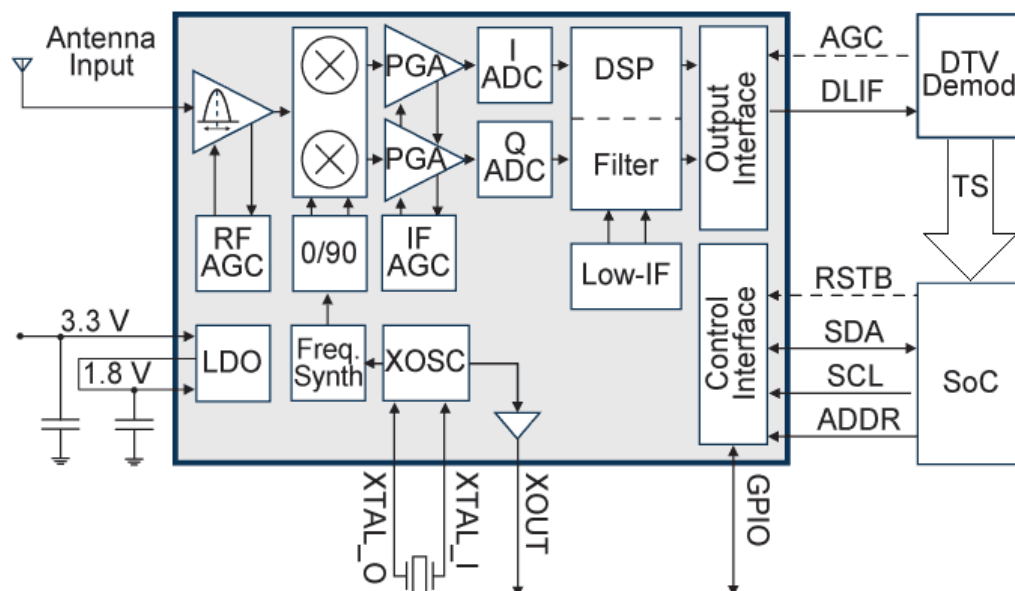 Antenna
Input
PGA
PGA
I
ADC
Q
ADC
DSP
Filter
Output
Interface
AGC
DLIF
DTV
Demod
TS
RF
AGC
0/90
IF
AGC
Low-IF
Control
Interface
RSTB
SDA
SCL
ADDR
SoC
3.3 V
1.8 V
LDO
Freq.
Synth
XOSC
XTAL_O
XTAL_I
XOUT
GPIO